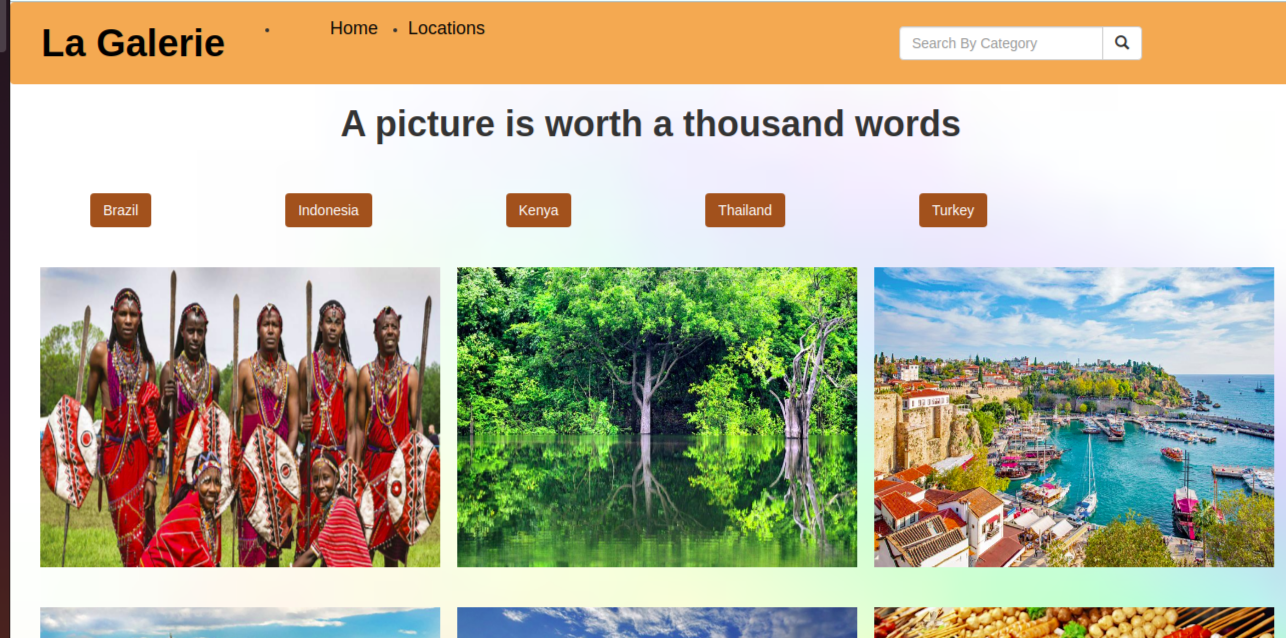 La Galerie
Home
Locations
Search By Category
A picture is worth a thousand words
Brazil
Indonesia
Kenya
Thailand
Turkey